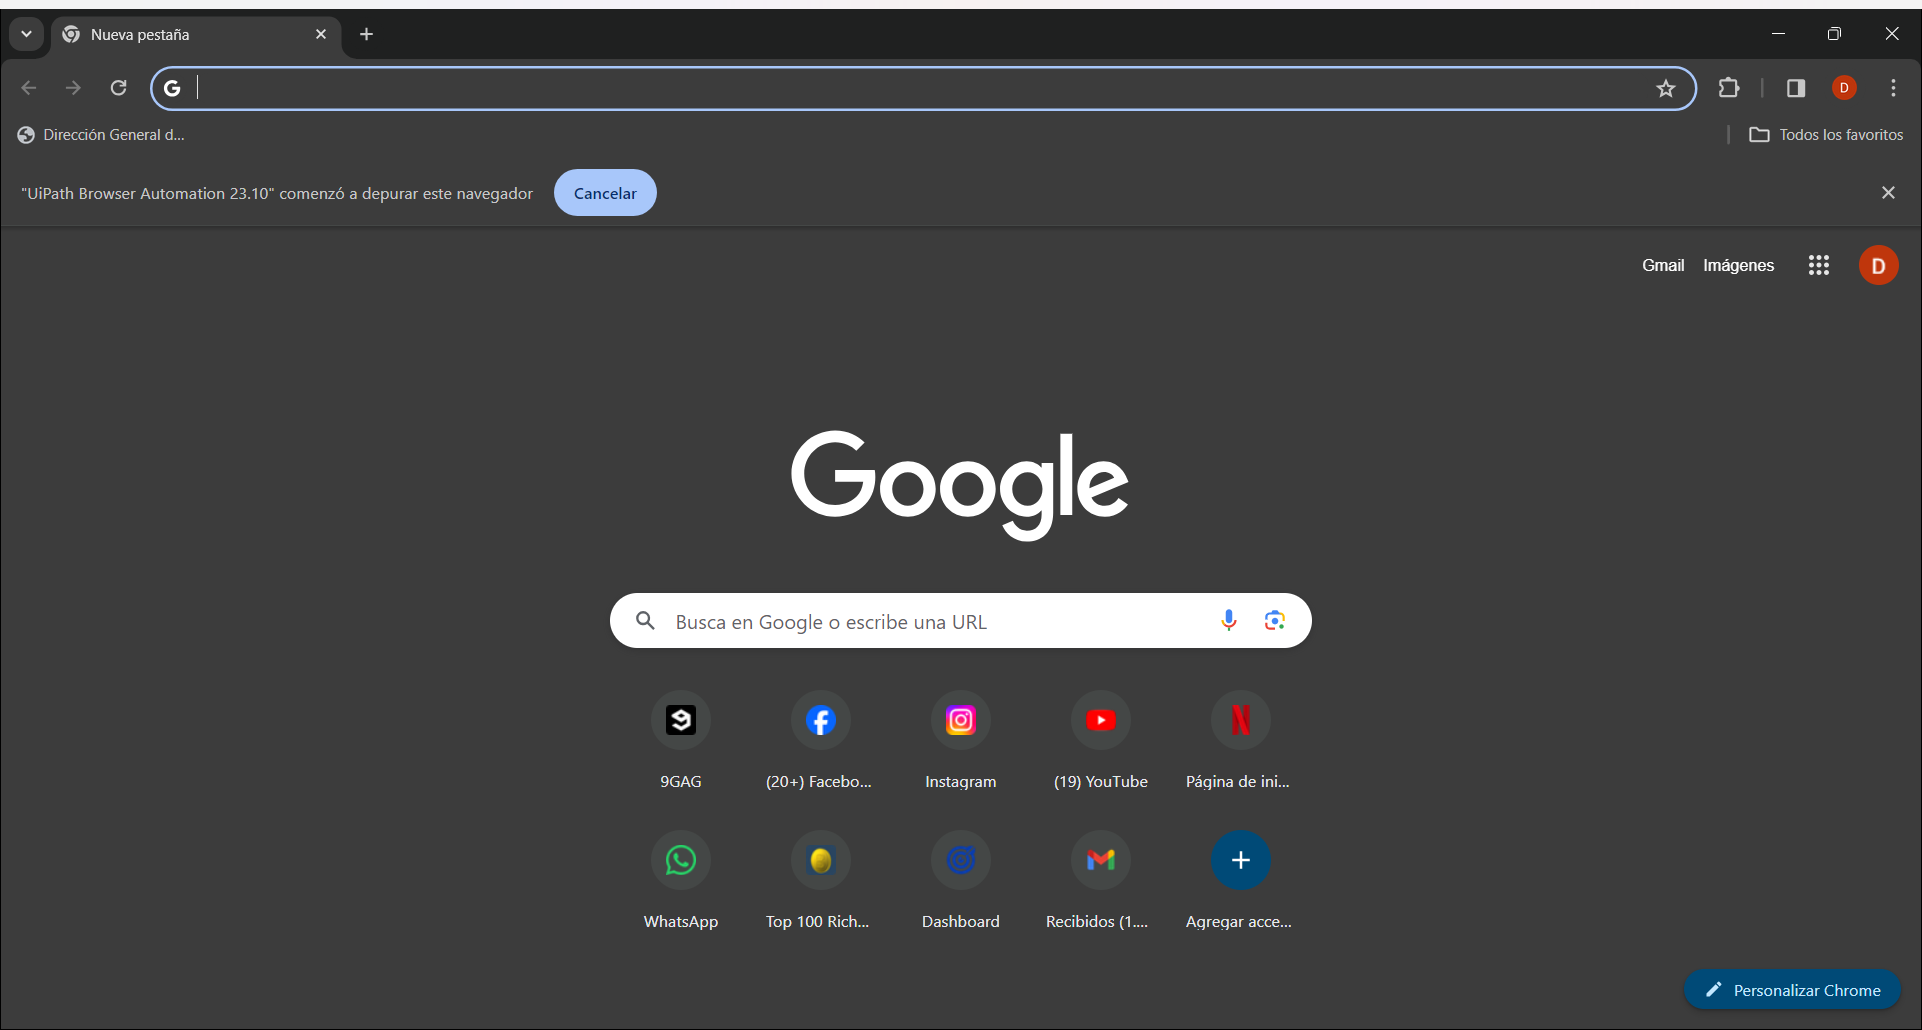 Nueva pestaña
Dirección General d...
Todos los favoritos
"UiPath Browser Automation 23.10" comenzó a depurar este navegador
Cancelar
D
Gmail
Imágenes
D
Google
Busca en Google o escribe una URL
9GAG
(20+) Facebo...
Instagram
(19) YouTube
Página de ini...
WhatsApp
Top 100 Rich...
Dashboard
Recibidos (1....
Agregar acce...
Personalizar Chrome